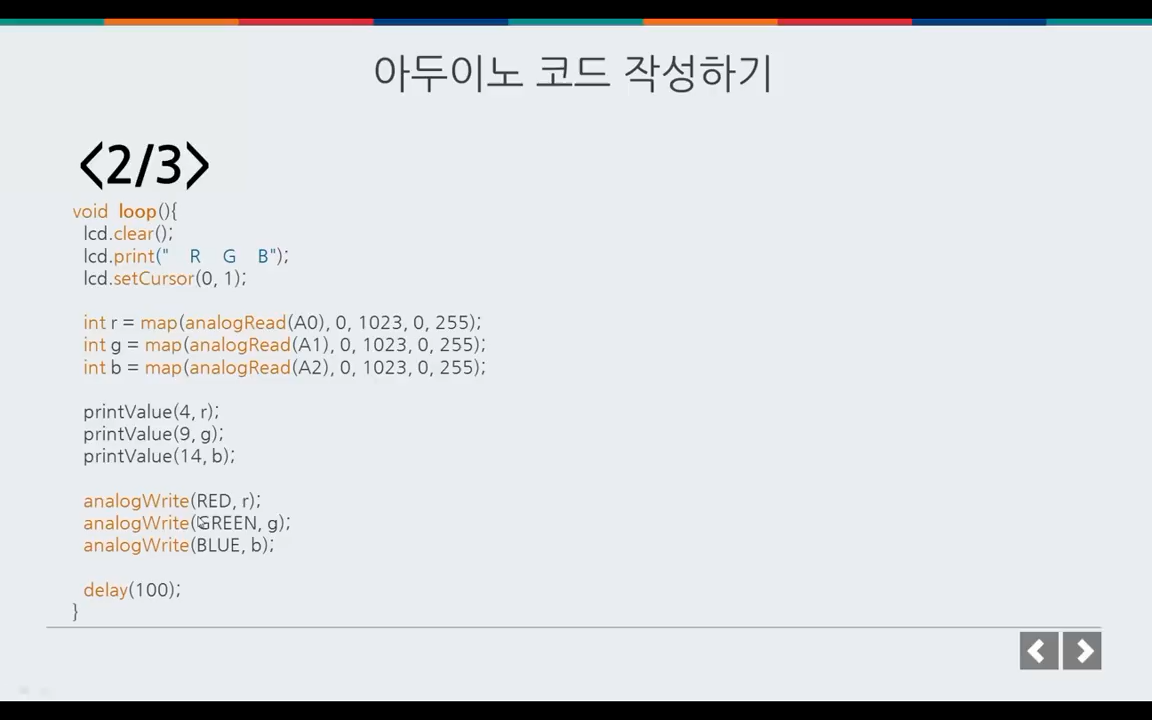 아두이노 코드 작성하기
<2/3>
void loop(){
lcd.clear();
lcd.print("  R  G  B");
lcd.setCursor(0, 1);
int r = map(analogRead(A0), 0, 1023, 0, 255);
int g = map(analogRead(A1), 0, 1023, 0, 255);
int b = map(analogRead(A2), 0, 1023, 0, 255);
printValue(4, r);
printValue(9, g);
printValue(14, b);
analogWrite(RED, r);
analogWrite(GREEN, g);
analogWrite(BLUE, b);
delay(100);
}